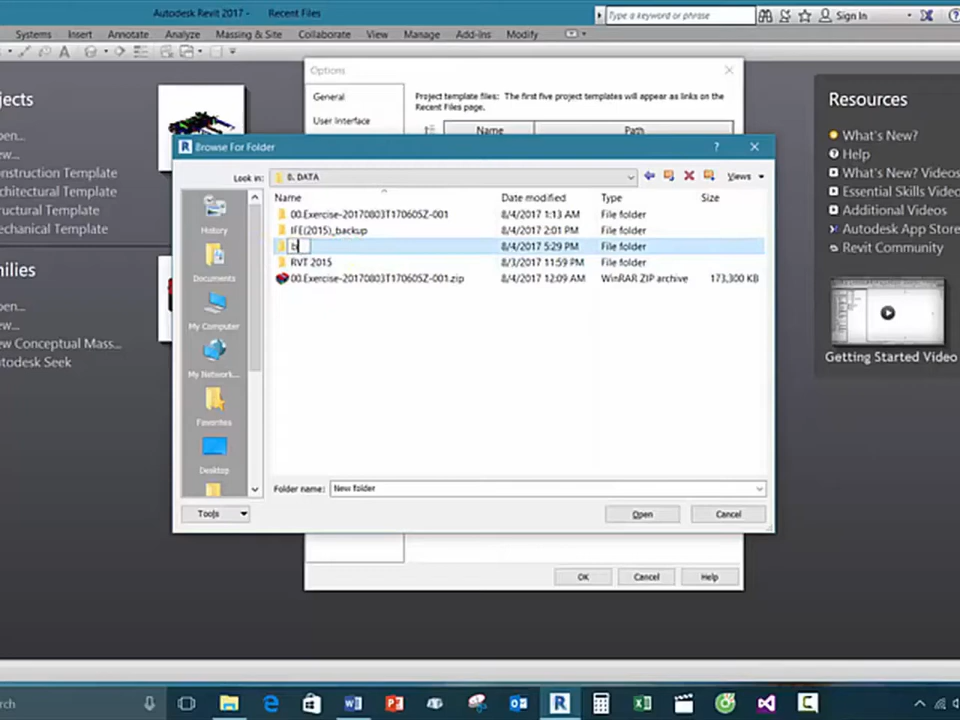 Autodesk Revit 2017 - Recent Files
Type a keyword or phrase
Sign In
Systems Insert Annotate Analyze Massing & Site Collaborate View Manage Add-Ins Modify
jects
pen...
ew...
onstruction Template
rchitectural Template
tructural Template
echanical Template
milies
pen...
ew...
ew Conceptual Mass...
utodesk Seek
Options
General
User Interface
Project template files: The first five project templates will appear as links on the
Recent Files page.
Name Path
Browse For Folder
Look in: 8. DATA Views
Name Date modified Type Size
00.Exercise-20170803T170605Z-001 8/4/2017 1:13 AM File folder
IFE(2015)_backup 8/4/2017 2:01 PM File folder
8/4/2017 5:29 PM File folder
RVT 2015 8/3/2017 11:59 PM File folder
00.Exercise-20170803T170605Z-001.zip 8/4/2017 12:09 AM WinRAR ZIP archive 173,300 KB
History
Documents
My Computer
My Network...
Favorites
Desktop
Folder name: New folder
Tools Open Cancel
OK Cancel Help
Resources
What's New?
Help
What's New? Videos
Essential Skills Video
Additional Videos
Autodesk App Store
Revit Community
Getting Started Video
rch